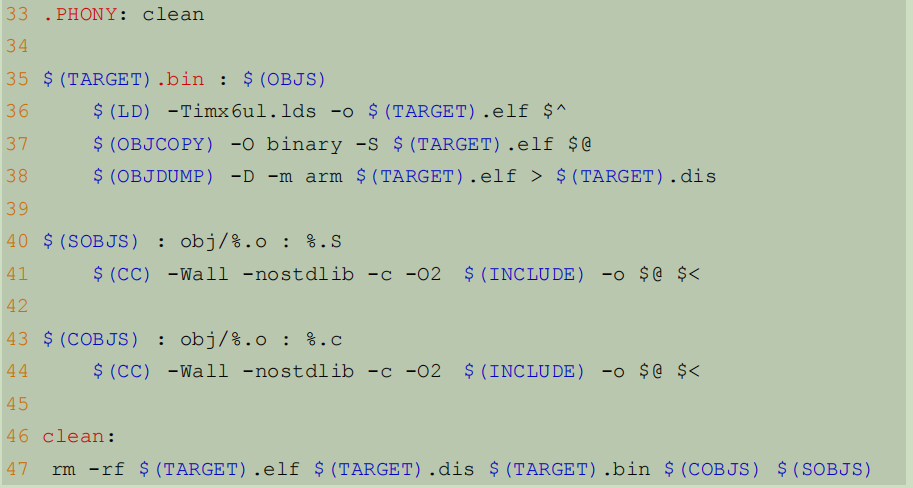 33 .PHONY: clean
34
35 $(TARGET).bin : $(OBJS)
36     $(LD) -Timx6ul.lds -o $(TARGET).elf $^
37     $(OBJCOPY) -O binary -S $(TARGET).elf $@
38     $(OBJDUMP) -D -m arm $(TARGET).elf > $(TARGET).dis
39
40 $(SOBJS) : obj/%.o : %.S
41     $(CC) -Wall -nostdlib -c -O2  $(INCLUDE) -o $@ $<
42
43 $(COBJS) : obj/%.o : %.c
44     $(CC) -Wall -nostdlib -c -O2  $(INCLUDE) -o $@ $<
45
46 clean:
47  rm -rf $(TARGET).elf $(TARGET).dis $(TARGET).bin $(COBJS) $(SOBJS)